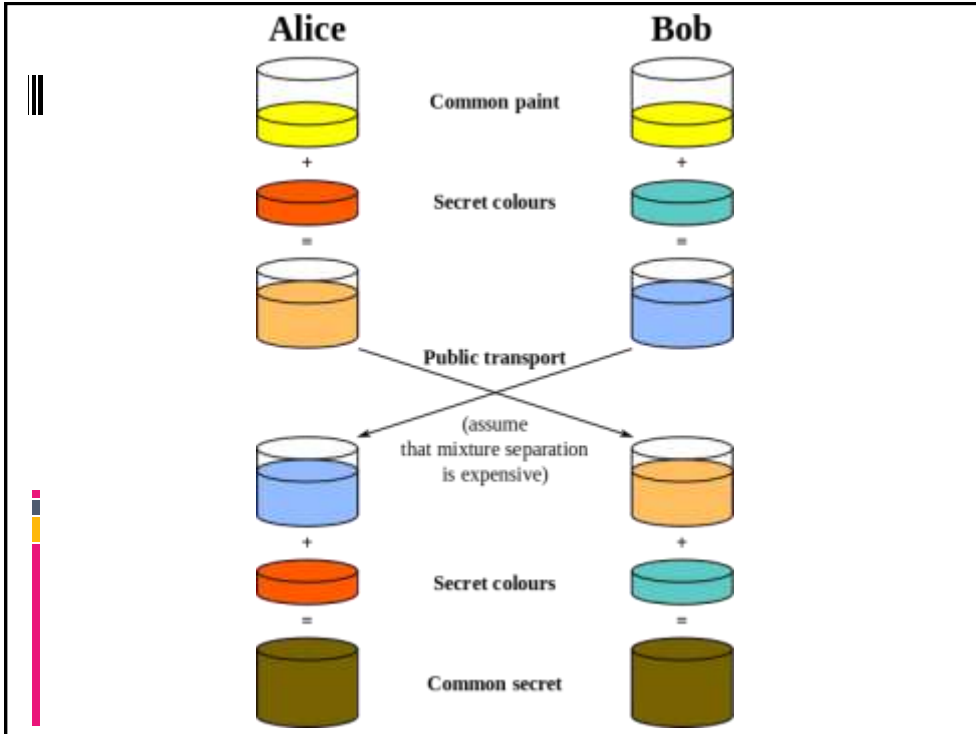 Alice
Bob
Common paint
+
+
Secret colours
=
=
Public transport
(assume
that mixture separation
is expensive)
+
+
Secret colours
=
=
Common secret